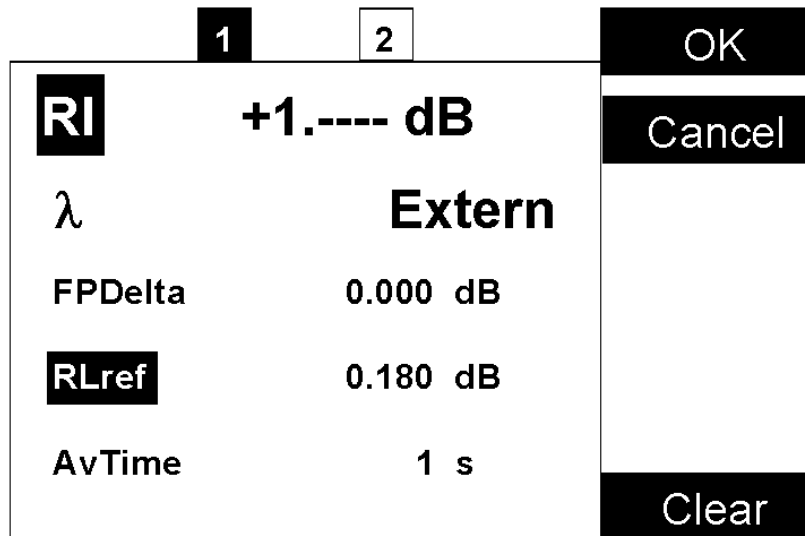 1 2
OK
RI +1.---- dB
Cancel
λ Extern
FPDelta 0.000 dB
RLref 0.180 dB
AvTime 1 s
Clear